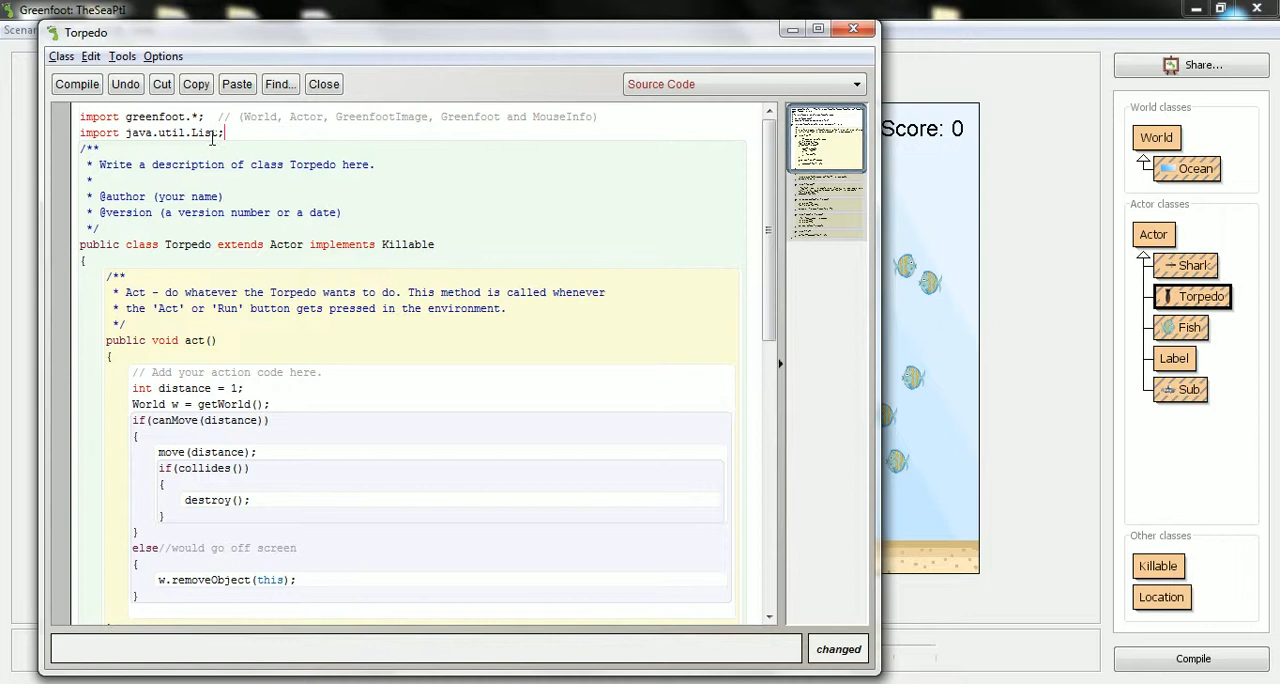 Greenfoot: TheSeaPtI
Torpedo
Class Edit Tools Options
Compile Undo Cut Copy Paste Find... Close Source Code
import greenfoot.*; // (World, Actor, GreenfootImage, Greenfoot and MouseInfo)
import java.util.List;
/**
* Write a description of class Torpedo here.
*
* @author (your name)
* @version (a version number or a date)
*/
public class Torpedo extends Actor implements Killable
{
/**
* Act - do whatever the Torpedo wants to do. This method is called whenever
* the 'Act' or 'Run' button gets pressed in the environment.
*/
public void act()
{
// Add your action code here.
int distance = 1;
World w = getWorld();
if(canMove(distance))
{
move(distance);
if(collides())
{
destroy();
}
}
else//would go off screen
{
w.removeObject(this);
}
changed
Score: 0
Share...
World classes
World
Ocean
Actor classes
Actor
Shark
Torpedo
Fish
Label
Sub
Other classes
Killable
Location
Compile